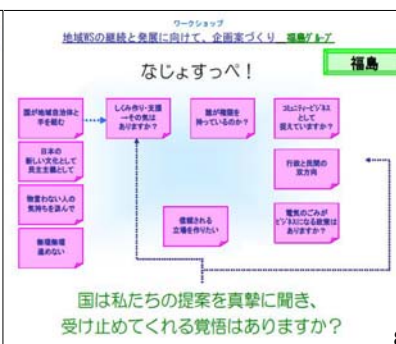 ワークショップ
地域WSの継続と発展に向けて、企画案づくり 福島グループ
福島
なじょすっぺ！
国が地域自治体と
手を組む
しくみ作り・支援
→その気は
ありますか？
誰が権限を
持っているのか？
コミュニティービジネス
として
捉えていますか？
日本の
新しい文化として
民主主義として
行政と民間の
双方向
物言わない人の
気持ちを読んで
信頼される
立場を作りたい
電気のごみが
ビジネスになる政策は
ありますか？
無理無理
進めない
国は私たちの提案を真摯に聞き、
受け止めてくれる覚悟はありますか？
8